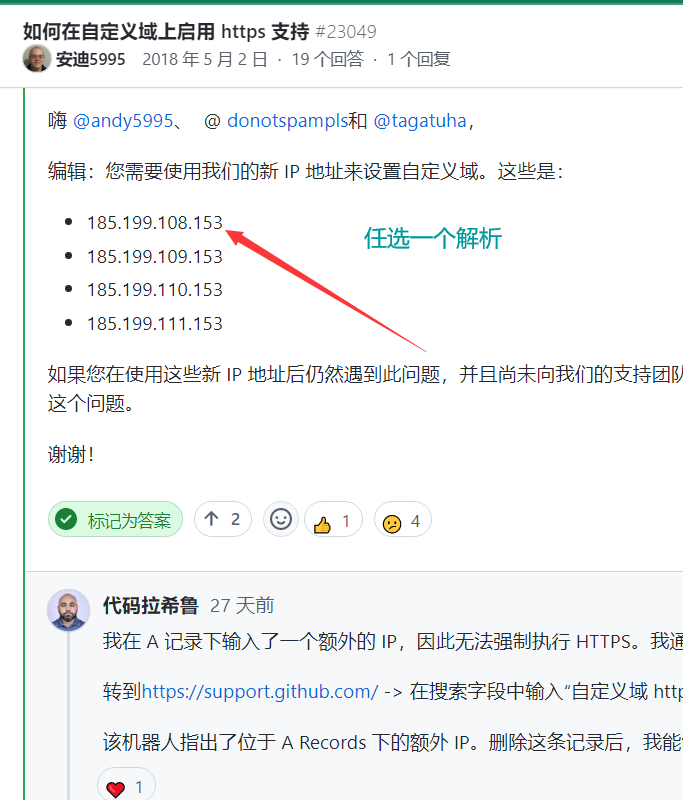 如何在自定义域上启用 https 支持 #23049
安迪5995 2018 年 5 月 2 日 · 19 个回答 · 1 个回复
嗨 @andy5995、 @ donotspampls和 @tagatuha，
编辑：您需要使用我们的新 IP 地址来设置自定义域。这些是：
185.199.108.153
任选一个解析
185.199.109.153
185.199.110.153
185.199.111.153
如果您在使用这些新 IP 地址后仍然遇到此问题，并且尚未向我们的支持团队
这个问题。
谢谢！
标记为答案 2 1 4
代码拉希鲁 27 天前
我在 A 记录下输入了一个额外的 IP，因此无法强制执行 HTTPS。我通
转到https://support.github.com/ -> 在搜索字段中输入“自定义域 http
该机器人指出了位于 A Records 下的额外 IP。删除这条记录后，我能
1